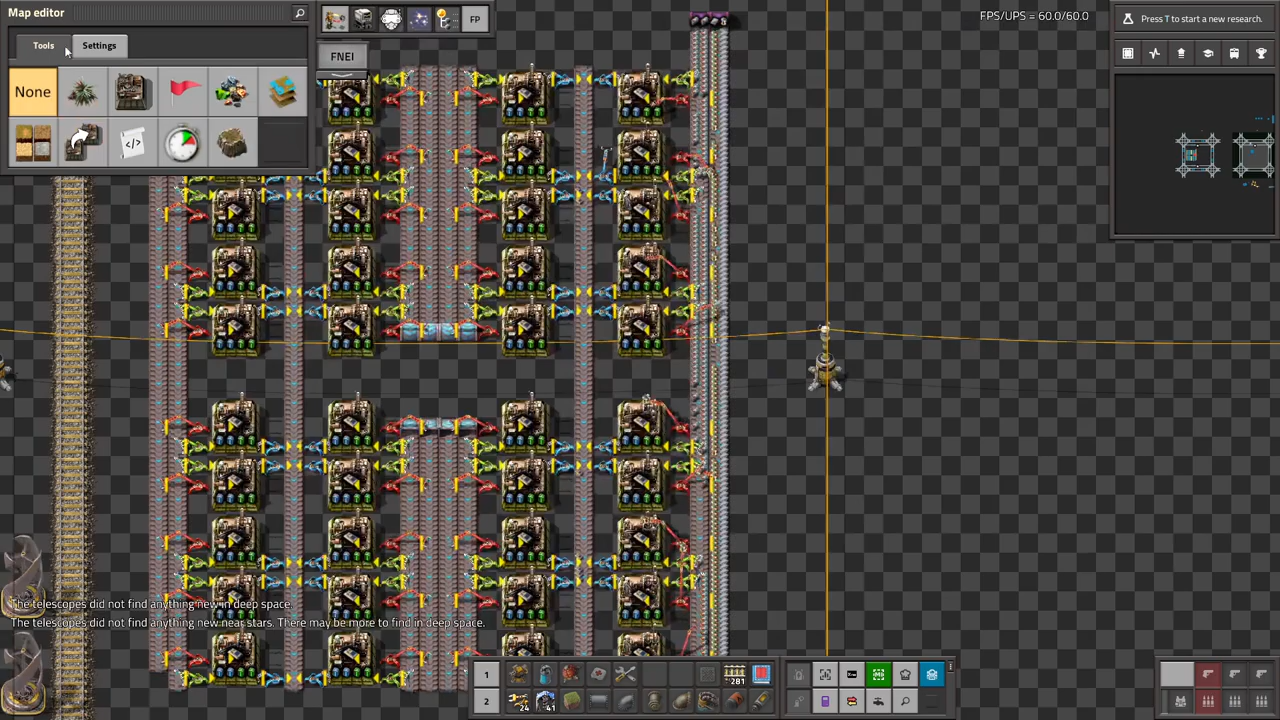 Map editor
Tools
Settings
None
</>
FP
FNEI
FPS/UPS = 60.0/60.0
Press T to start a new research.
The telescopes did not find anything new in deep space.
The telescopes did not find anything new near stars. There may be more to find in deep space.
1
281
2
24
41